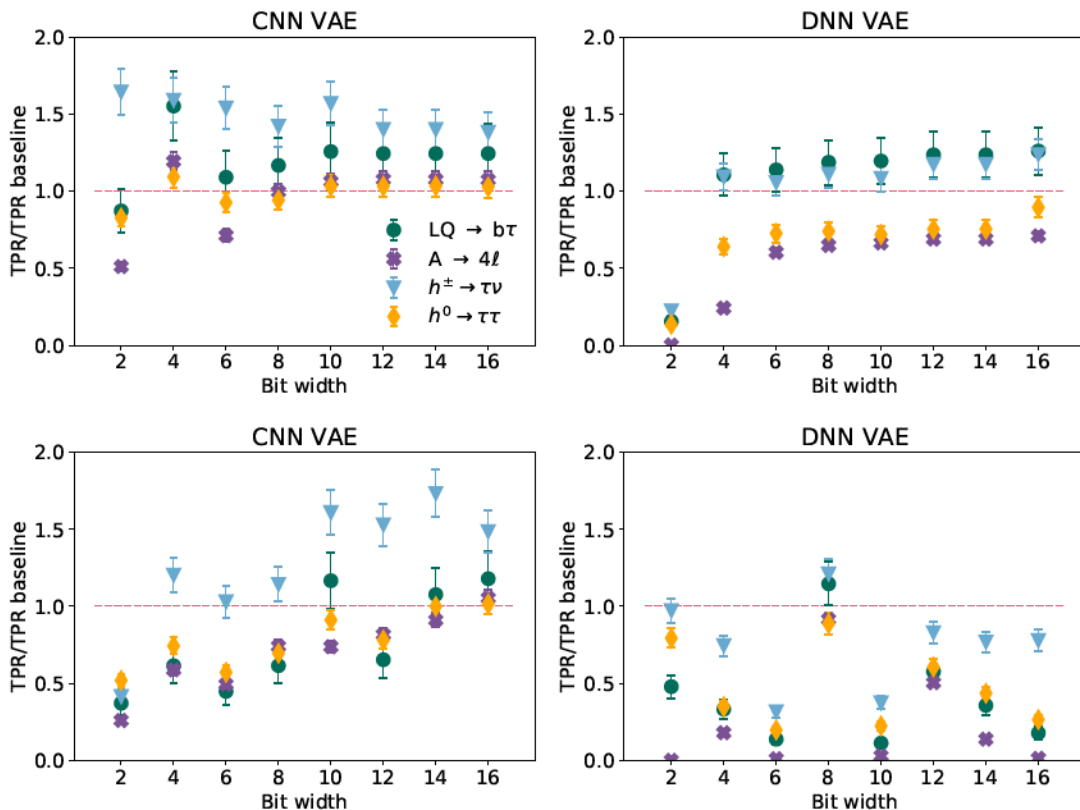 CNN VAE
TPR/TPR baseline
2.0
1.5
1.0
0.5
0.0
LQ → bτ
A → 4ℓ
h± → τν
h⁰ → ττ
2 4 6 8 10 12 14 16
Bit width
DNN VAE
TPR/TPR baseline
2.0
1.5
1.0
0.5
0.0
2 4 6 8 10 12 14 16
Bit width
CNN VAE
TPR/TPR baseline
2.0
1.5
1.0
0.5
0.0
2 4 6 8 10 12 14 16
Bit width
DNN VAE
TPR/TPR baseline
2.0
1.5
1.0
0.5
0.0
2 4 6 8 10 12 14 16
Bit width